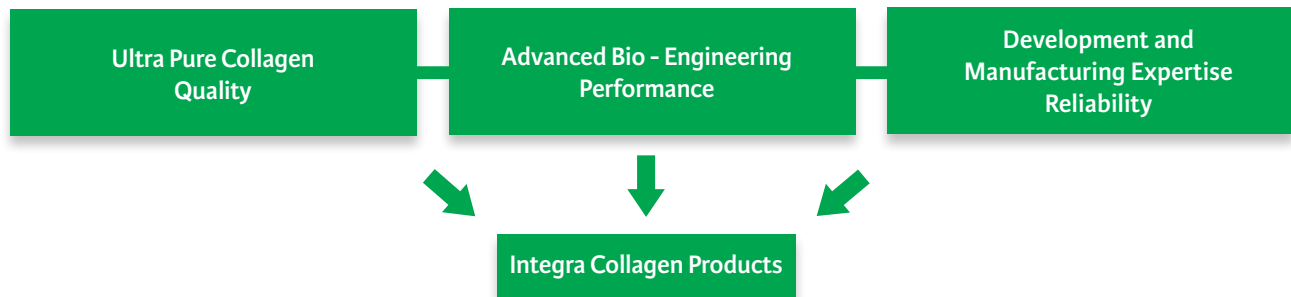 Ultra Pure Collagen
Quality
Advanced Bio - Engineering
Performance
Development and
Manufacturing Expertise
Reliability
Integra Collagen Products